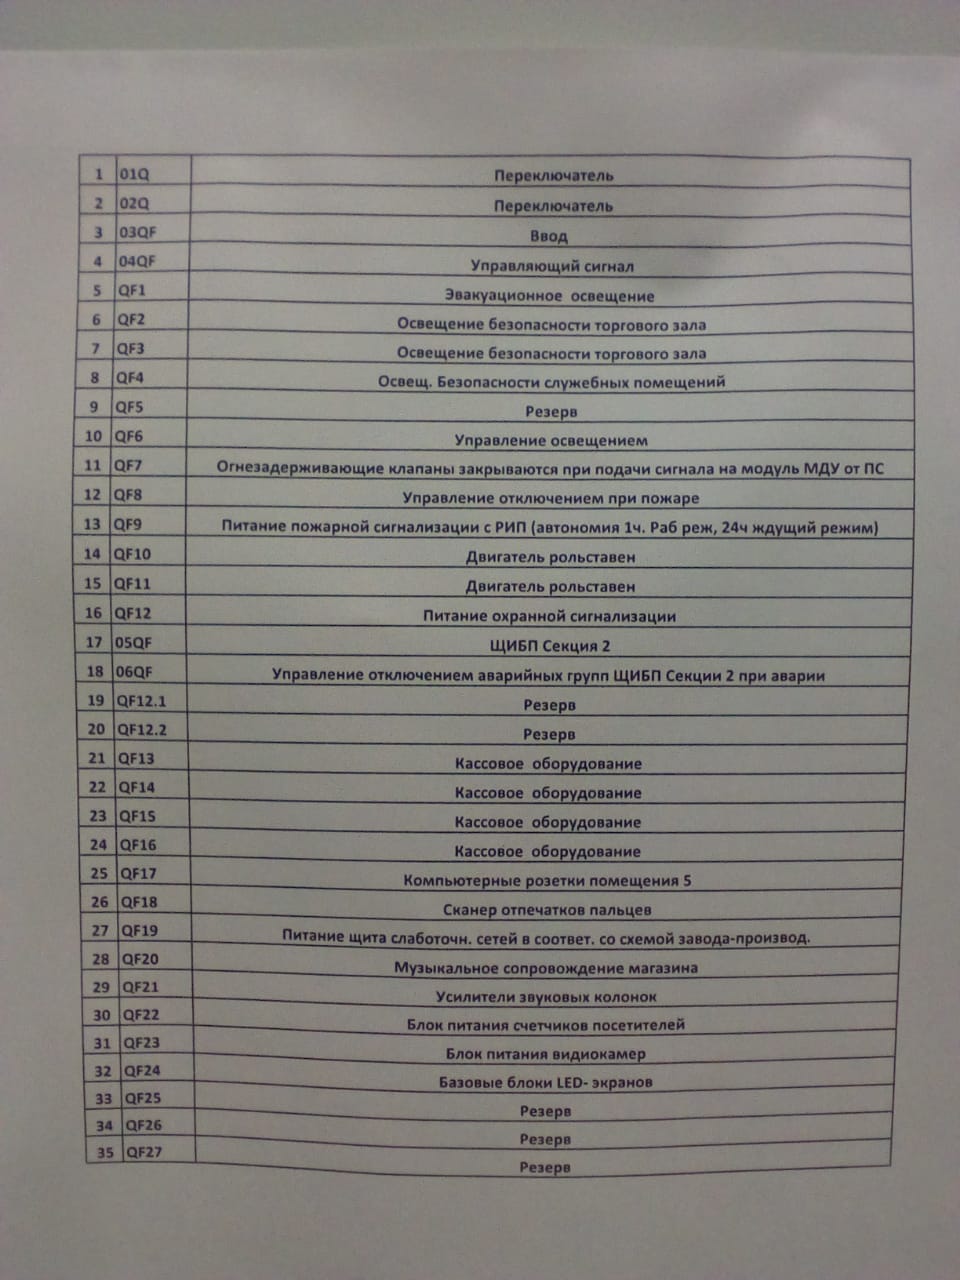 1 01Q Переключатель
2 02Q Переключатель
3 03QF Ввод
4 04QF Управляющий сигнал
5 QF1 Эвакуационное освещение
6 QF2 Освещение безопасности торгового зала
7 QF3 Освещение безопасности торгового зала
8 QF4 Освещ. Безопасности служебных помещений
9 QF5 Резерв
10 QF6 Управление освещением
11 QF7 Огнезадерживающие клапаны закрываются при подачи сигнала на модуль МДУ от ПС
12 QF8 Управление отключением при пожаре
13 QF9 Питание пожарной сигнализации с РИП (автономия 1ч. Раб реж, 24ч ждущий режим)
14 QF10 Двигатель рольставен
15 QF11 Двигатель рольставен
16 QF12 Питание охранной сигнализации
17 05QF ЩИБП Секция 2
18 06QF Управление отключением аварийных групп ЩИБП Секции 2 при аварии
19 QF12.1 Резерв
20 QF12.2 Резерв
21 QF13 Кассовое оборудование
22 QF14 Кассовое оборудование
23 QF15 Кассовое оборудование
24 QF16 Кассовое оборудование
25 QF17 Компьютерные розетки помещения 5
26 QF18 Сканер отпечатков пальцев
27 QF19 Питание щита слаботочн. сетей в соответ. со схемой завода-производ.
28 QF20 Музыкальное сопровождение магазина
29 QF21 Усилители звуковых колонок
30 QF22 Блок питания счетчиков посетителей
31 QF23 Блок питания видиокамер
32 QF24 Базовые блоки LED- экранов
33 QF25 Резерв
34 QF26 Резерв
35 QF27 Резерв